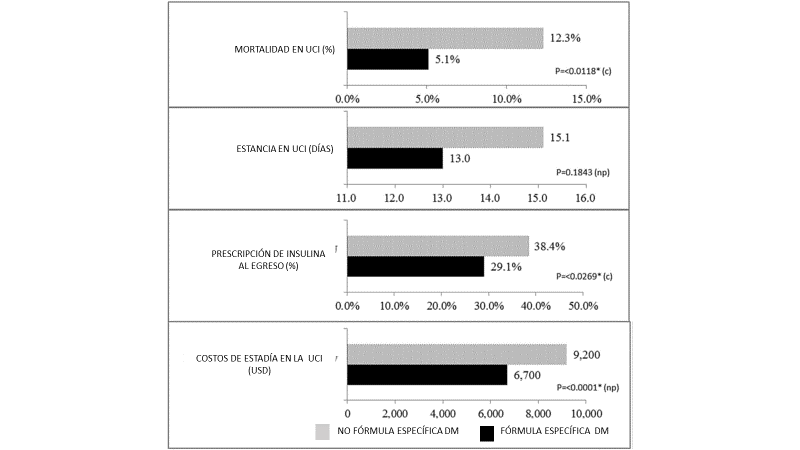 12.3%
MORTALIDAD EN UCI (%)
5.1%
P=<0.0118* (c)
0.0% 5.0% 10.0% 15.0%
15.1
ESTANCIA EN UCI (DÍAS)
13.0
P=0.1843 (np)
11.0 12.0 13.0 14.0 15.0 16.0
38.4%
PRESCRIPCIÓN DE INSULINA
AL EGRESO (%)
29.1%
P=<0.0269* (c)
0.0% 10.0% 20.0% 30.0% 40.0% 50.0%
9,200
COSTOS DE ESTADÍA EN LA UCI
(USD)
6,700
P=<0.0001* (np)
0 2,000 4,000 6,000 8,000 10,000
NO FÓRMULA ESPECÍFICA DM FÓRMULA ESPECÍFICA DM